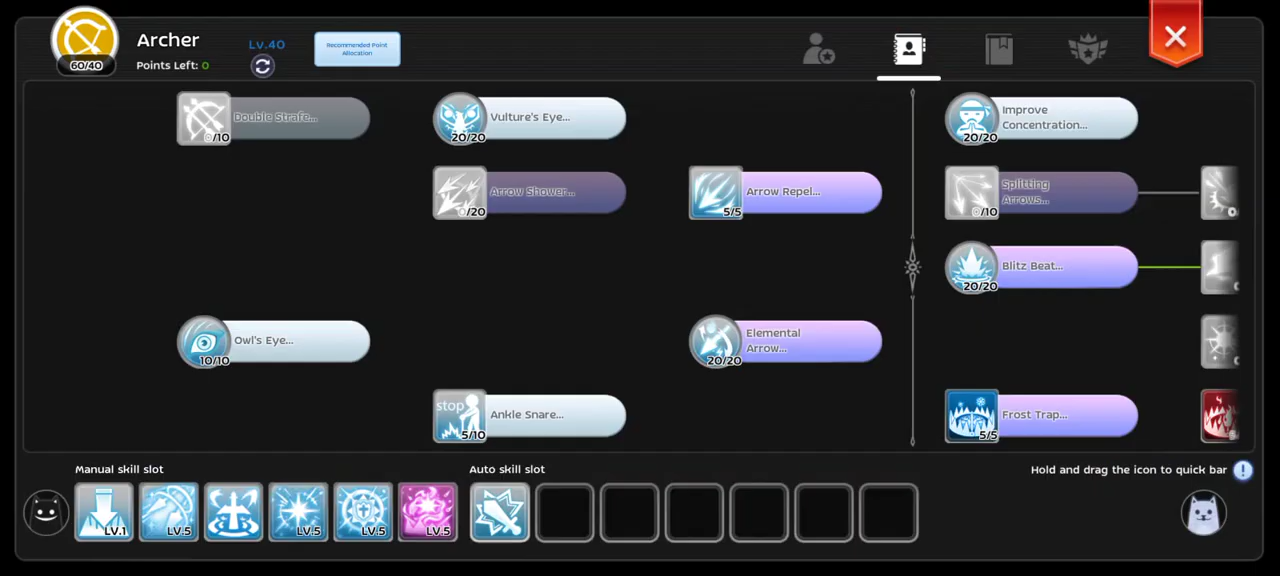 Archer
Lv.40
Recommended Point
Allocation
60/40
Points Left: 0
Double Strafe...
0/10
Vulture's Eye...
20/20
Improve
Concentration...
20/20
Arrow Shower...
0/20
Arrow Repel...
5/5
Splitting
Arrows...
0/10
0
Blitz Beat...
20/20
Owl's Eye...
10/10
Elemental
Arrow...
20/20
stop
Ankle Snare...
5/10
Frost Trap...
5/5
Manual skill slot
Auto skill slot
Hold and drag the icon to quick bar
LV.1
LV.5
LV.5
LV.5
LV.5